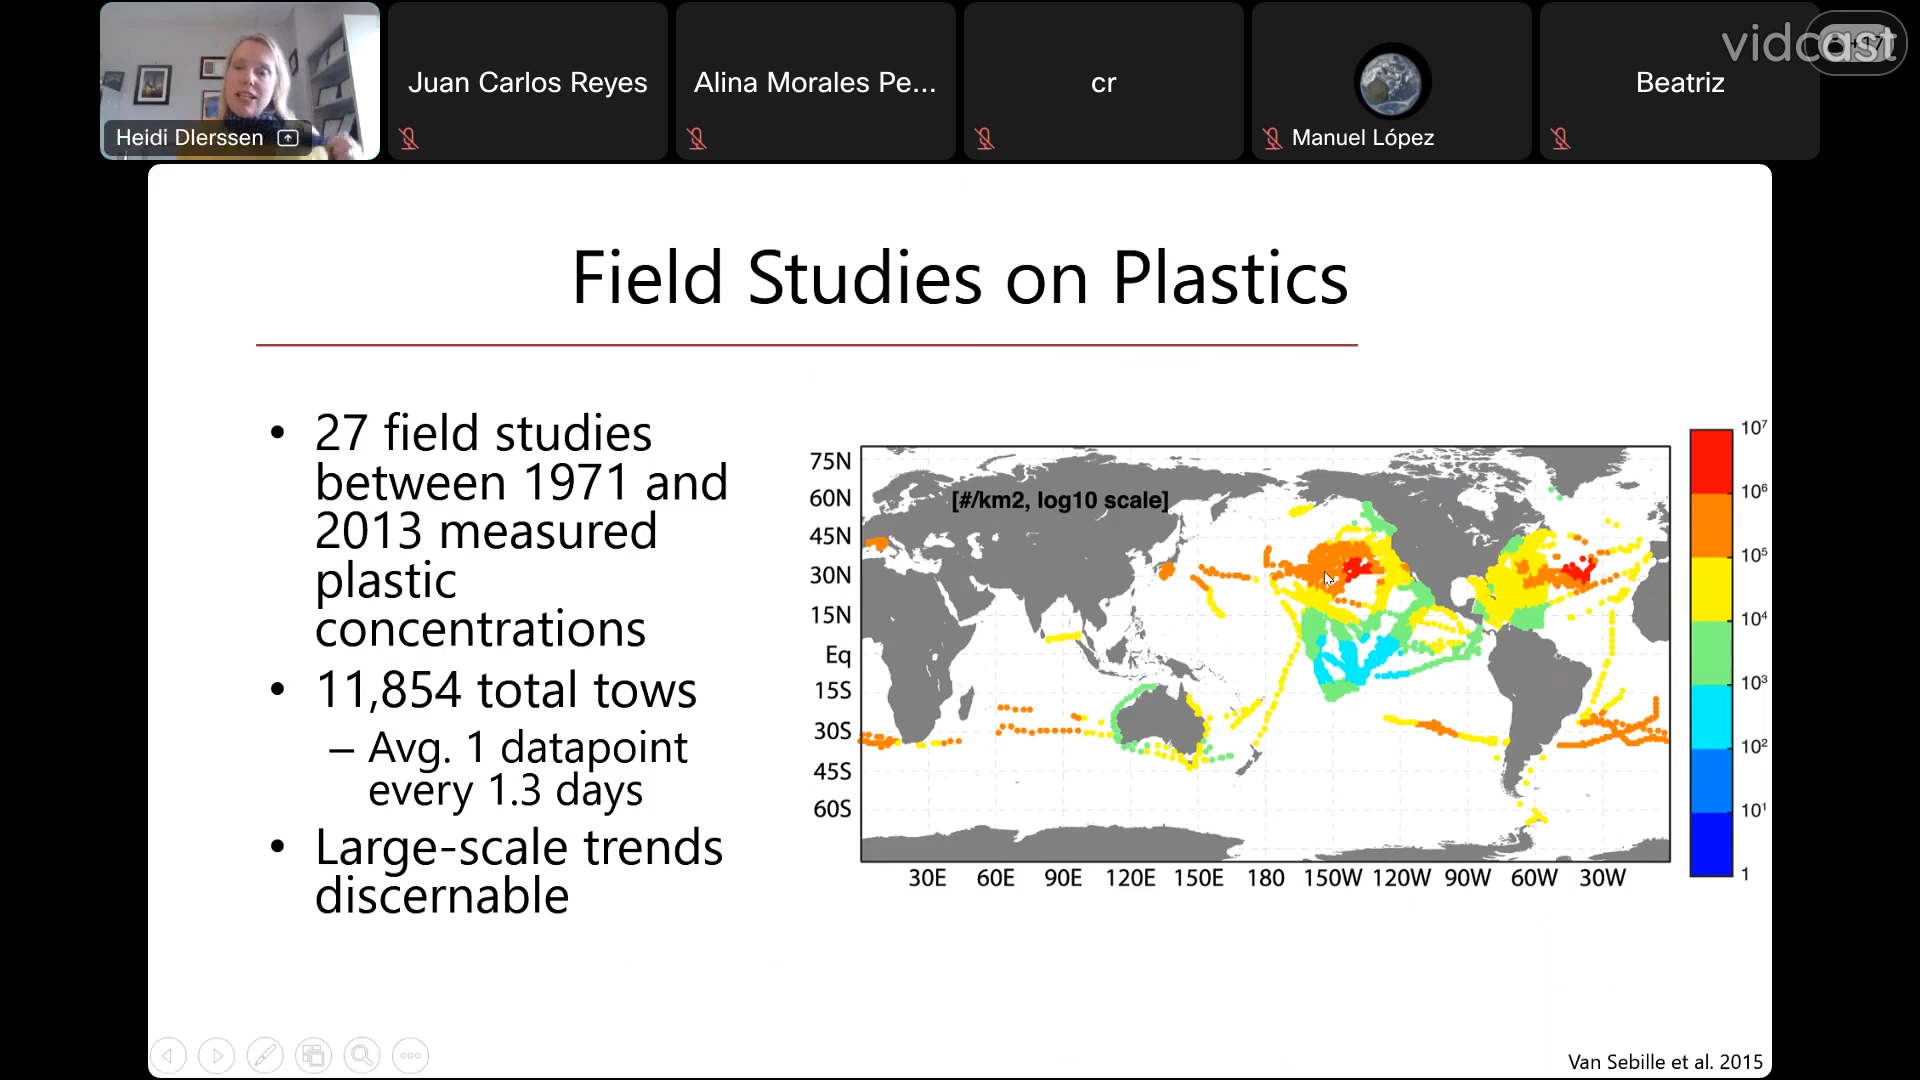 vidcast
Juan Carlos Reyes
Alina Morales Pe...
cr
Beatriz
Heidi DIerssen
Manuel López
Field Studies on Plastics
• 27 field studies
between 1971 and
2013 measured
plastic
concentrations
• 11,854 total tows
– Avg. 1 datapoint
every 1.3 days
• Large-scale trends
discernable
[#/km2, log10 scale]
75N
60N
45N
30N
15N
Eq
15S
30S
45S
60S
30E 60E 90E 120E 150E 180 150W 120W 90W 60W 30W
10⁷
10⁶
10⁵
10⁴
10³
10²
10¹
1
Van Sebille et al. 2015